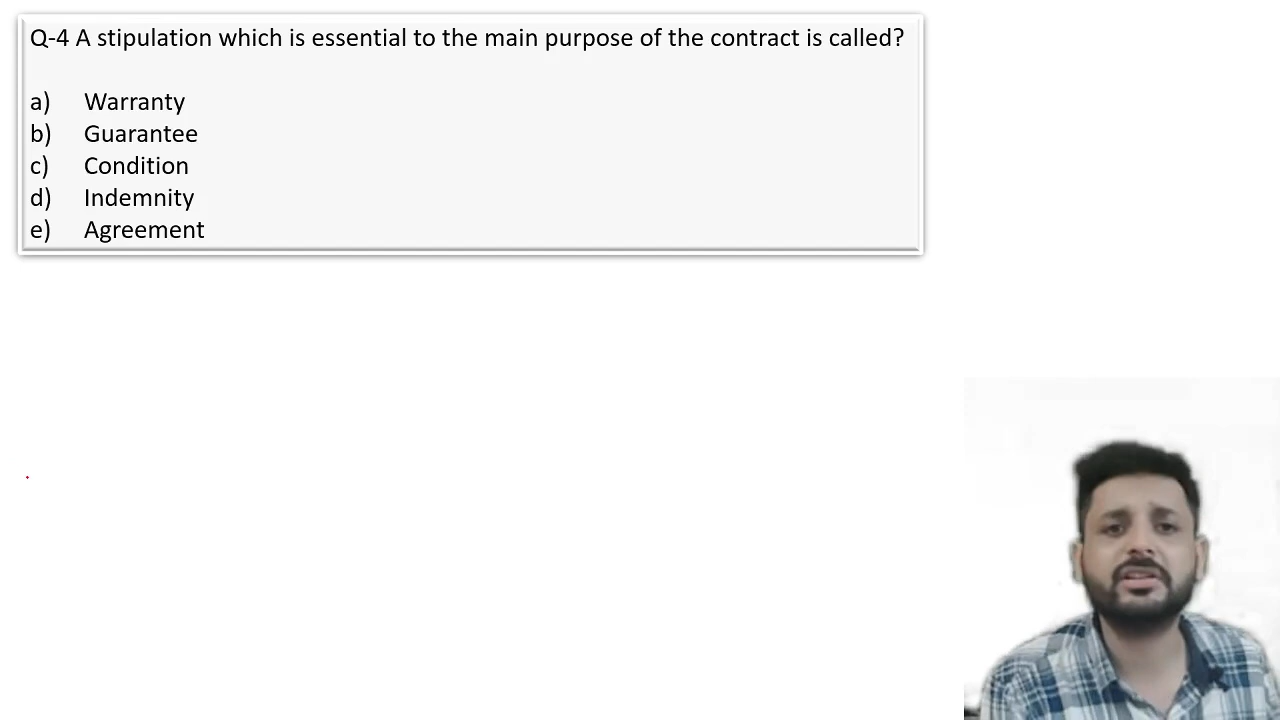 Q-4 A stipulation which is essential to the main purpose of the contract is called?
a) Warranty
b) Guarantee
c) Condition
d) Indemnity
e) Agreement